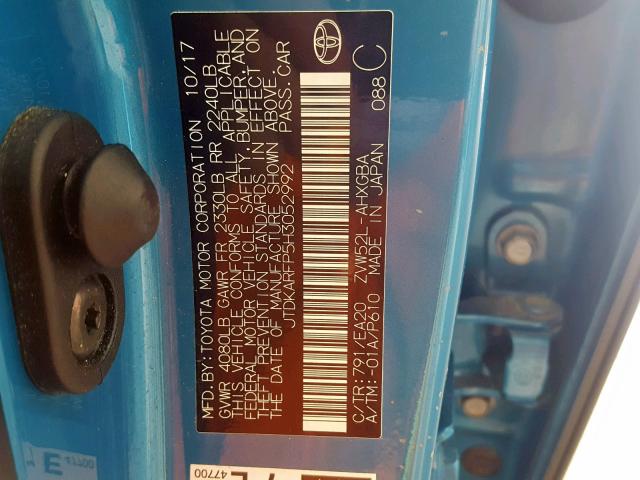 MFD.BY: TOYOTA MOTOR CORPORATION 10/17
GVWR 4080LB GAWR FR 2330LB RR 2240LB
THIS VEHICLE CONFORMS TO ALL APPLICABLE
FEDERAL MOTOR VEHICLE SAFETY, BUMPER, AND
THEFT PREVENTION STANDARDS IN EFFECT ON
THE DATE OF MANUFACTURE SHOWN ABOVE.
JTDKARFP5H3052992 PASS.CAR
C/TR: 791/EA20 ZVW52L-AHXGBA
A/TM: -01A/P610 MADE IN JAPAN
088 C
TOYOTA
47700
E